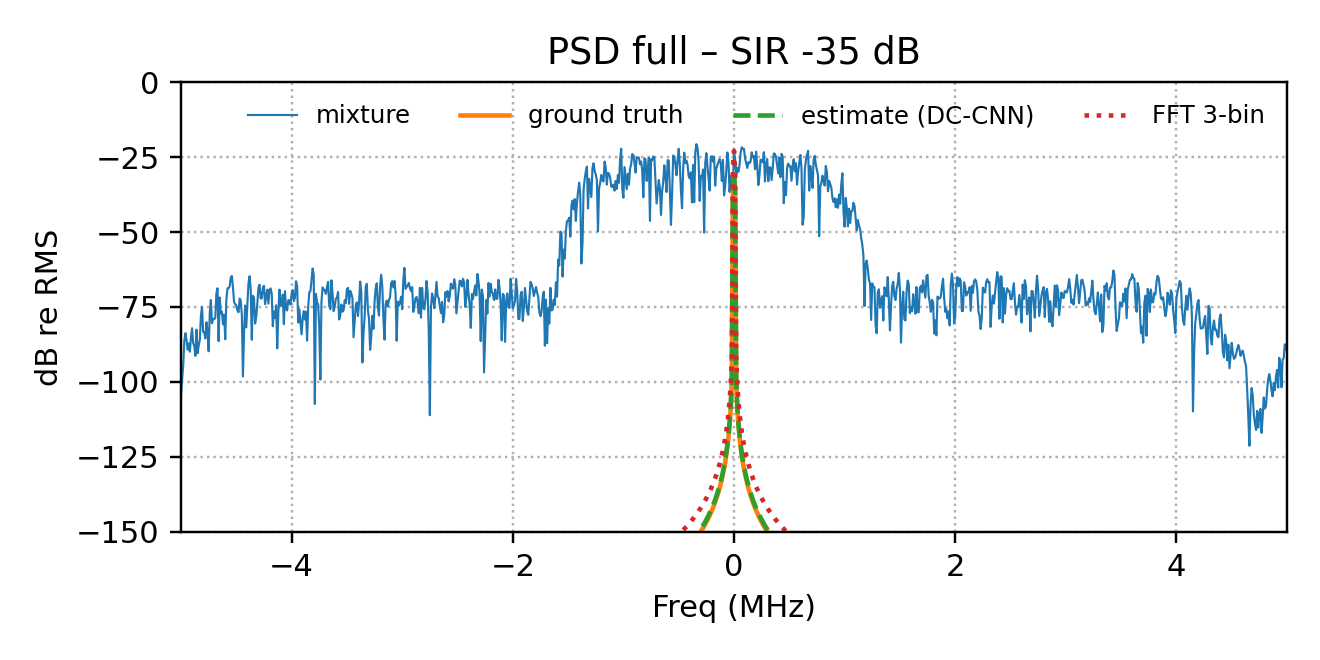 PSD full – SIR -35 dB
mixture ground truth estimate (DC-CNN) FFT 3-bin
0
−25
−50
−75
−100
−125
−150
dB re RMS
−4 −2 0 2 4
Freq (MHz)